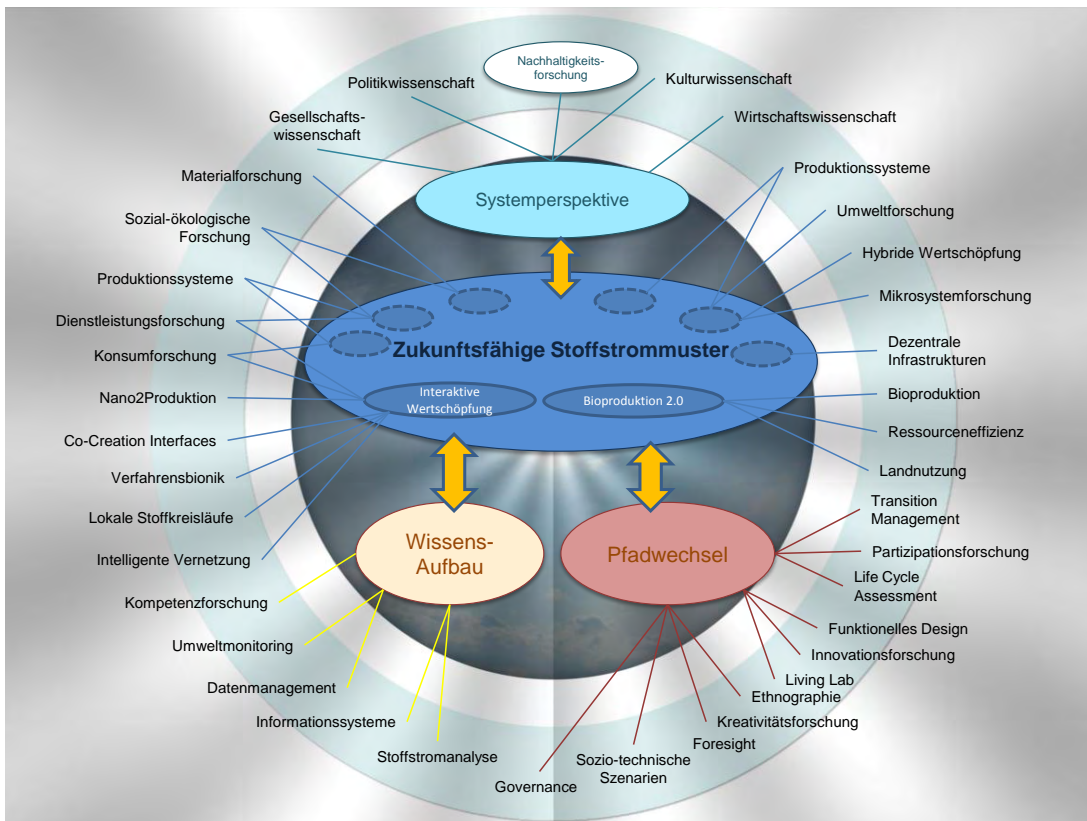 Nachhaltigkeits-
forschung
Politikwissenschaft
Kulturwissenschaft
Gesellschafts-
wissenschaft
Wirtschaftswissenschaft
Systemperspektive
Materialforschung
Sozial-ökologische
Forschung
Produktionssysteme
Dienstleistungsforschung
Konsumforschung
Nano2Produktion
Co-Creation Interfaces
Verfahrensbionik
Lokale Stoffkreisläufe
Intelligente Vernetzung
Produktionssysteme
Umweltforschung
Hybride Wertschöpfung
Mikrosystemforschung
Dezentrale
Infrastrukturen
Bioproduktion
Ressourceneffizienz
Landnutzung
Zukunftsfähige Stoffstrommuster
Interaktive
Wertschöpfung
Bioproduktion 2.0
Wissens-
Aufbau
Pfadwechsel
Kompetenzforschung
Umweltmonitoring
Datenmanagement
Informationssysteme
Stoffstromanalyse
Transition
Management
Partizipationsforschung
Life Cycle
Assessment
Funktionelles Design
Innovationsforschung
Living Lab
Ethnographie
Kreativitätsforschung
Foresight
Sozio-technische
Szenarien
Governance